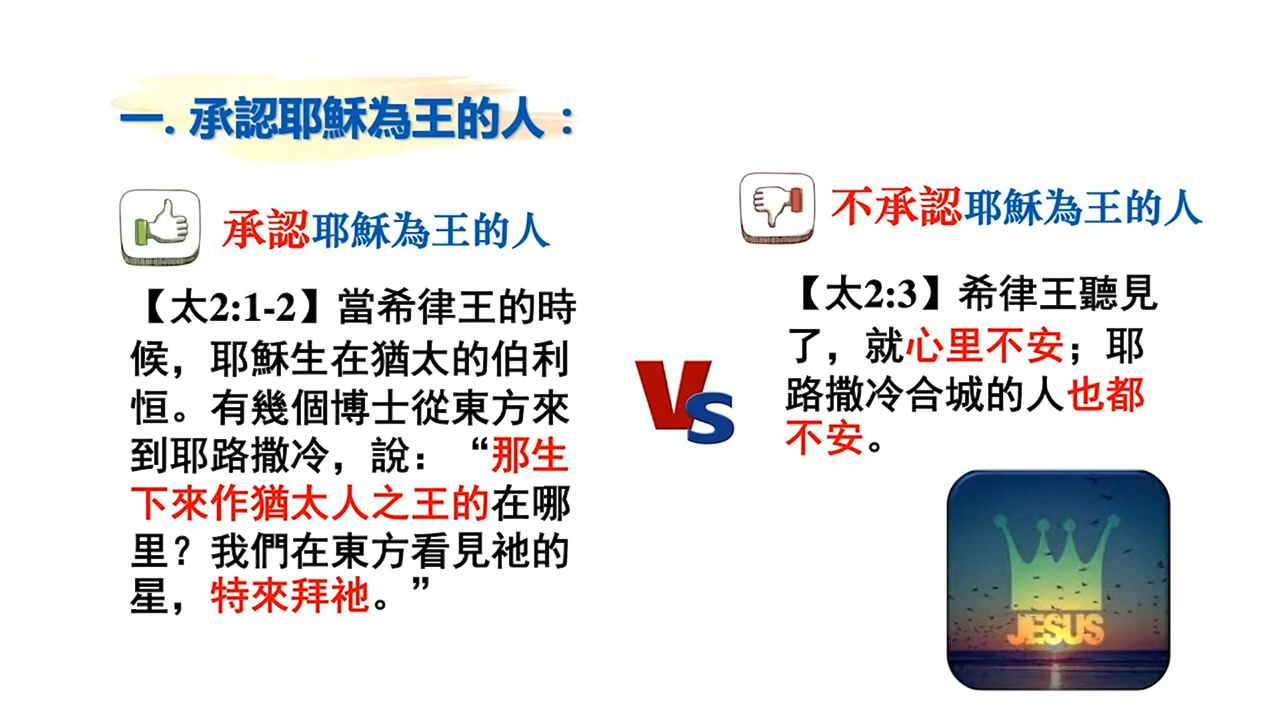 一. 承認耶穌為王的人：
承認耶穌為王的人
【太2:1-2】當希律王的時
候，耶穌生在猶太的伯利
恒。有幾個博士從東方來
到耶路撒冷，說：“那生
下來作猶太人之王的在哪
里？我們在東方看見祂的
星，特來拜祂。”
VS
不承認耶穌為王的人
【太2:3】希律王聽見
了，就心里不安；耶
路撒冷合城的人也都
不安。
JESUS